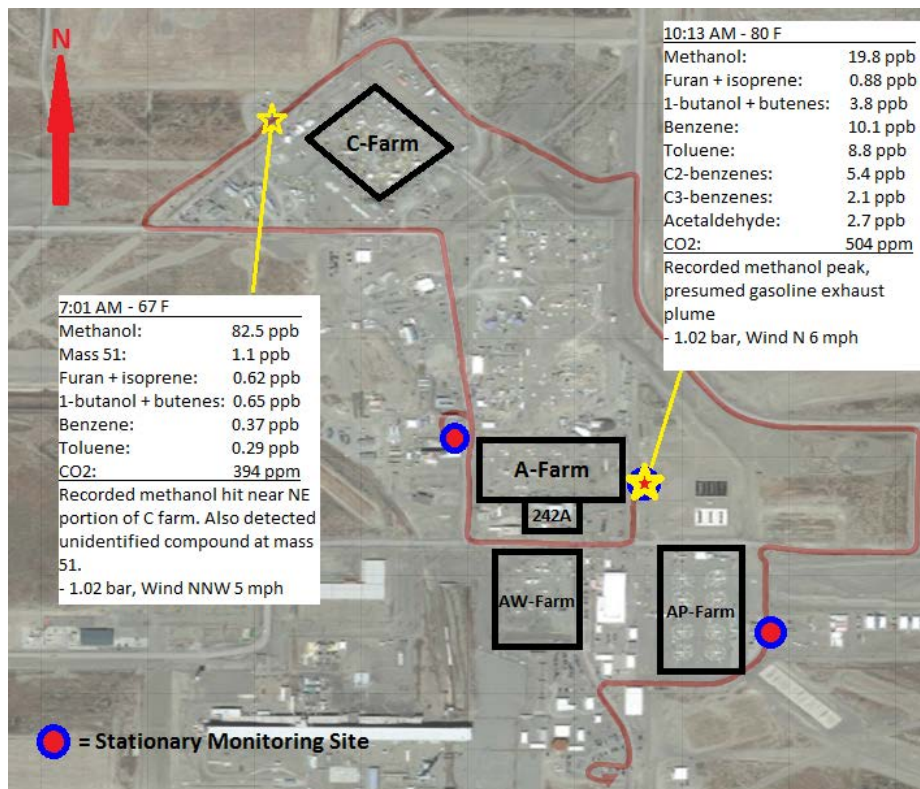 N
C-Farm
10:13 AM - 80 F
Methanol: 19.8 ppb
Furan + isoprene: 0.88 ppb
1-butanol + butenes: 3.8 ppb
Benzene: 10.1 ppb
Toluene: 8.8 ppb
C2-benzenes: 5.4 ppb
C3-benzenes: 2.1 ppb
Acetaldehyde: 2.7 ppb
CO2: 504 ppm
Recorded methanol peak,
presumed gasoline exhaust
plume
- 1.02 bar, Wind N 6 mph
7:01 AM - 67 F
Methanol: 82.5 ppb
Mass 51: 1.1 ppb
Furan + isoprene: 0.62 ppb
1-butanol + butenes: 0.65 ppb
Benzene: 0.37 ppb
Toluene: 0.29 ppb
CO2: 394 ppm
Recorded methanol hit near NE
portion of C farm. Also detected
unidentified compound at mass
51.
- 1.02 bar, Wind NNW 5 mph
A-Farm
242A
AW-Farm
AP-Farm
= Stationary Monitoring Site